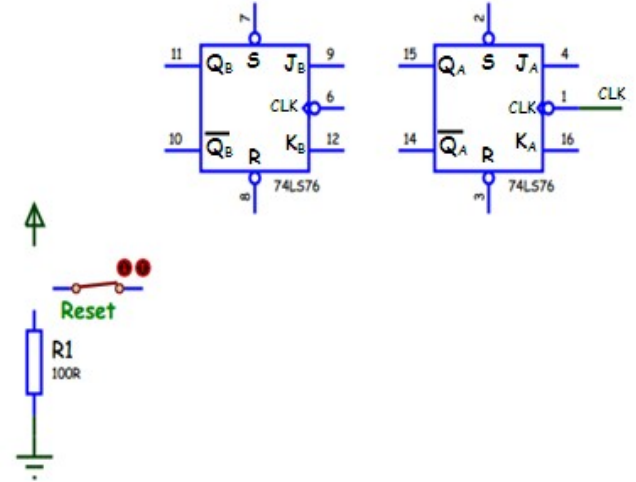 7
2
11 QB S JB 9
15 QA S JA 4
CLK 6
CLK 1 CLK
10 QB R KB 12
14 QA R KA 16
8 74LS76
3 74LS76
Reset
R1
100R